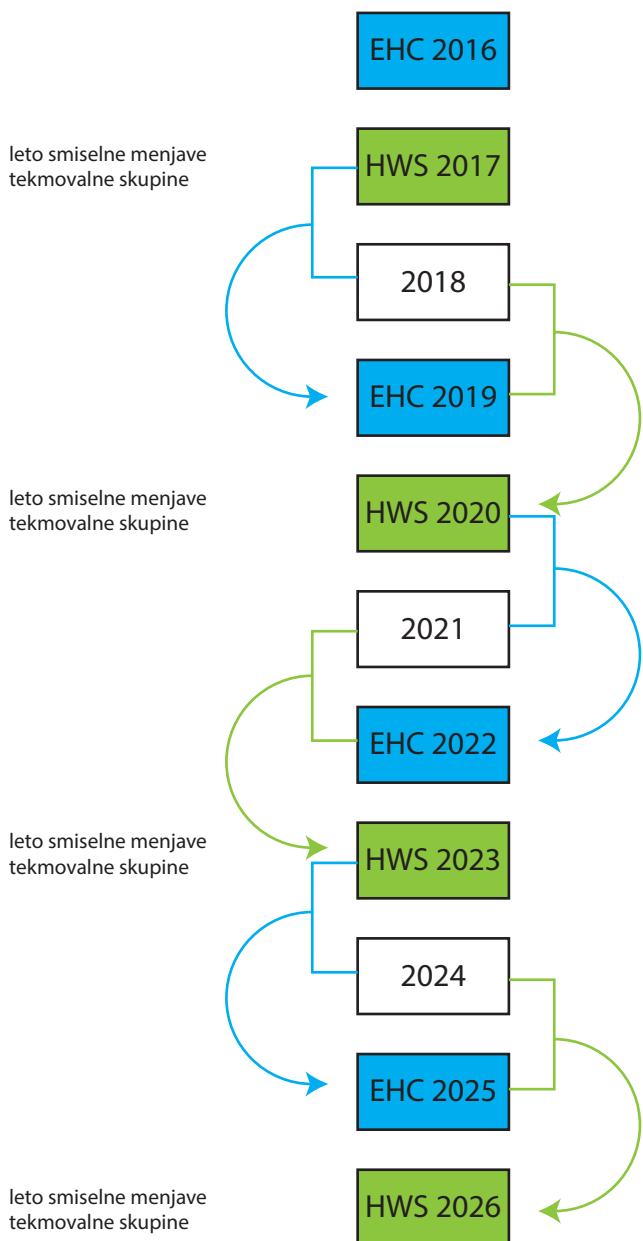 EHC 2016
leto smiselne menjave
tekmovalne skupine
HWS 2017
2018
EHC 2019
leto smiselne menjave
tekmovalne skupine
HWS 2020
2021
EHC 2022
leto smiselne menjave
tekmovalne skupine
HWS 2023
2024
EHC 2025
leto smiselne menjave
tekmovalne skupine
HWS 2026